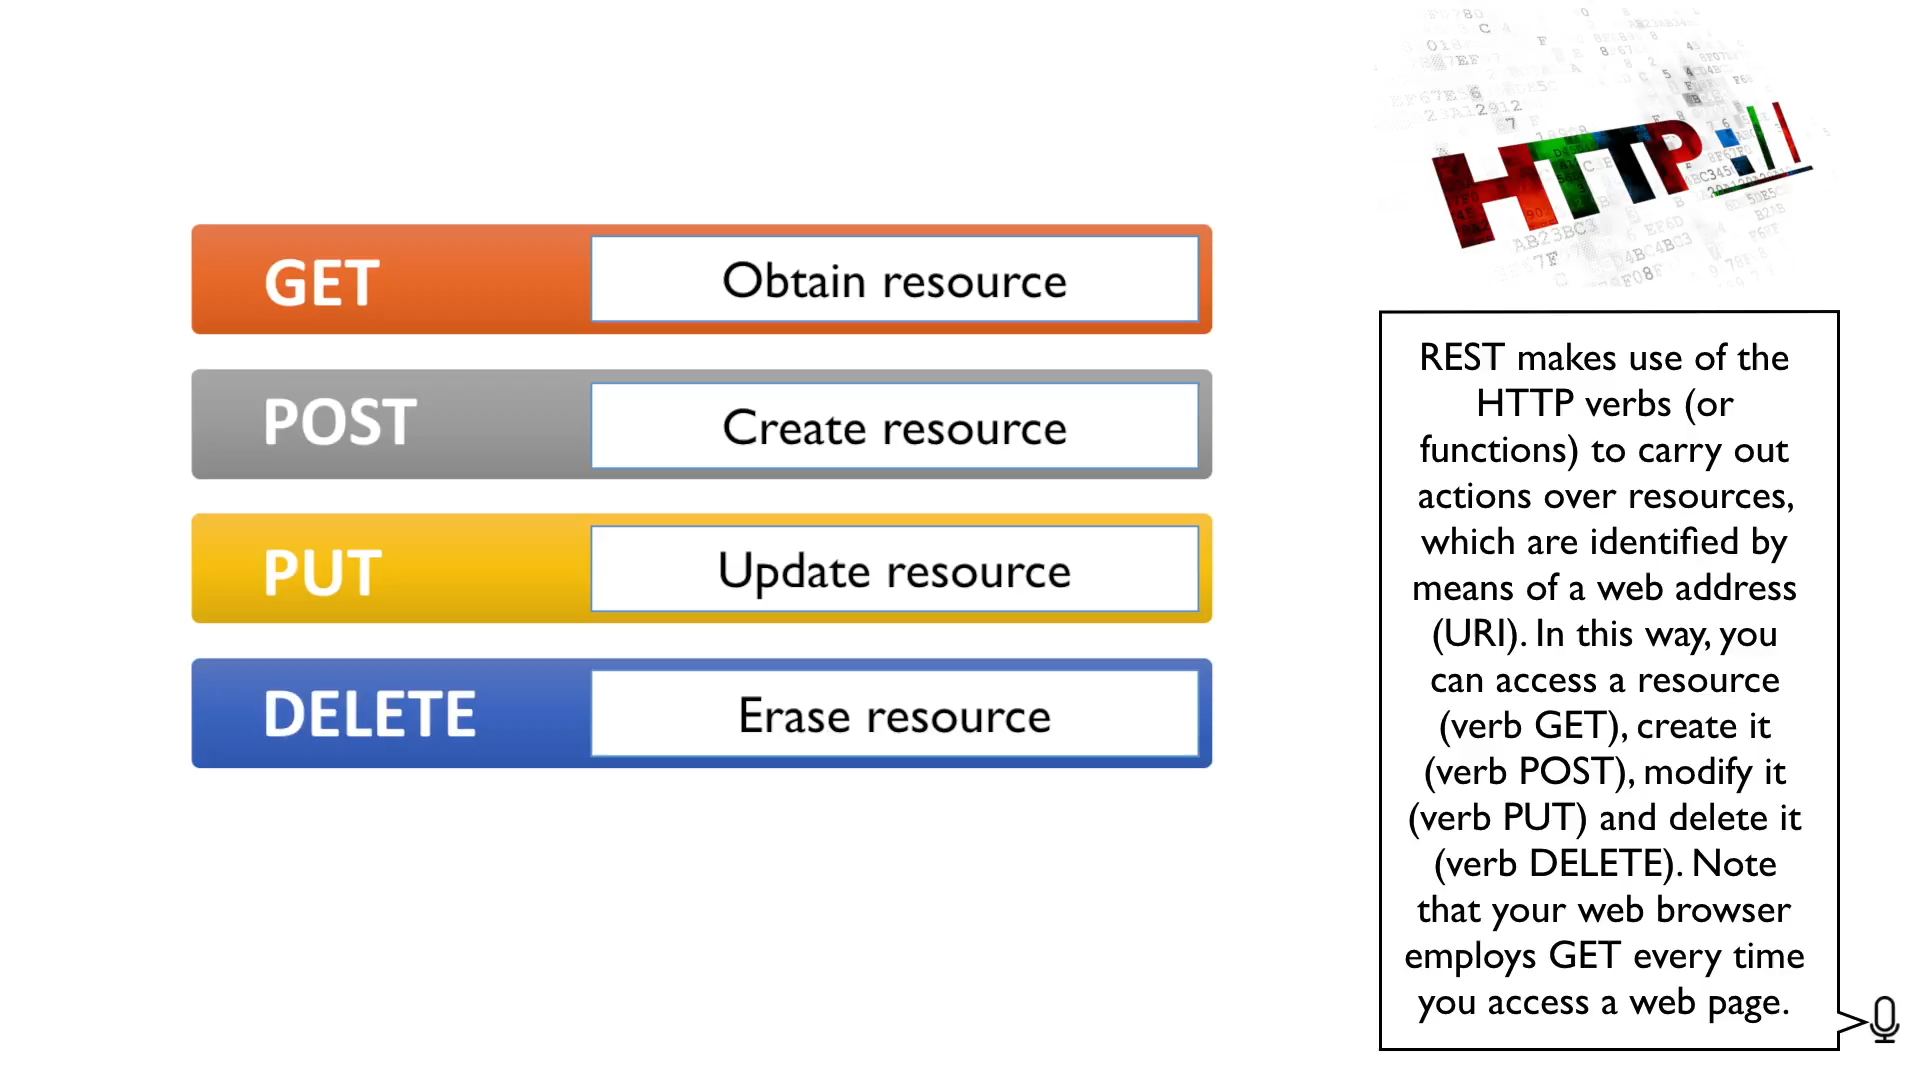 HTTP://
GET
Obtain resource
POST
Create resource
PUT
Update resource
DELETE
Erase resource
REST makes use of the
HTTP verbs (or
functions) to carry out
actions over resources,
which are identified by
means of a web address
(URI). In this way, you
can access a resource
(verb GET), create it
(verb POST), modify it
(verb PUT) and delete it
(verb DELETE). Note
that your web browser
employs GET every time
you access a web page.